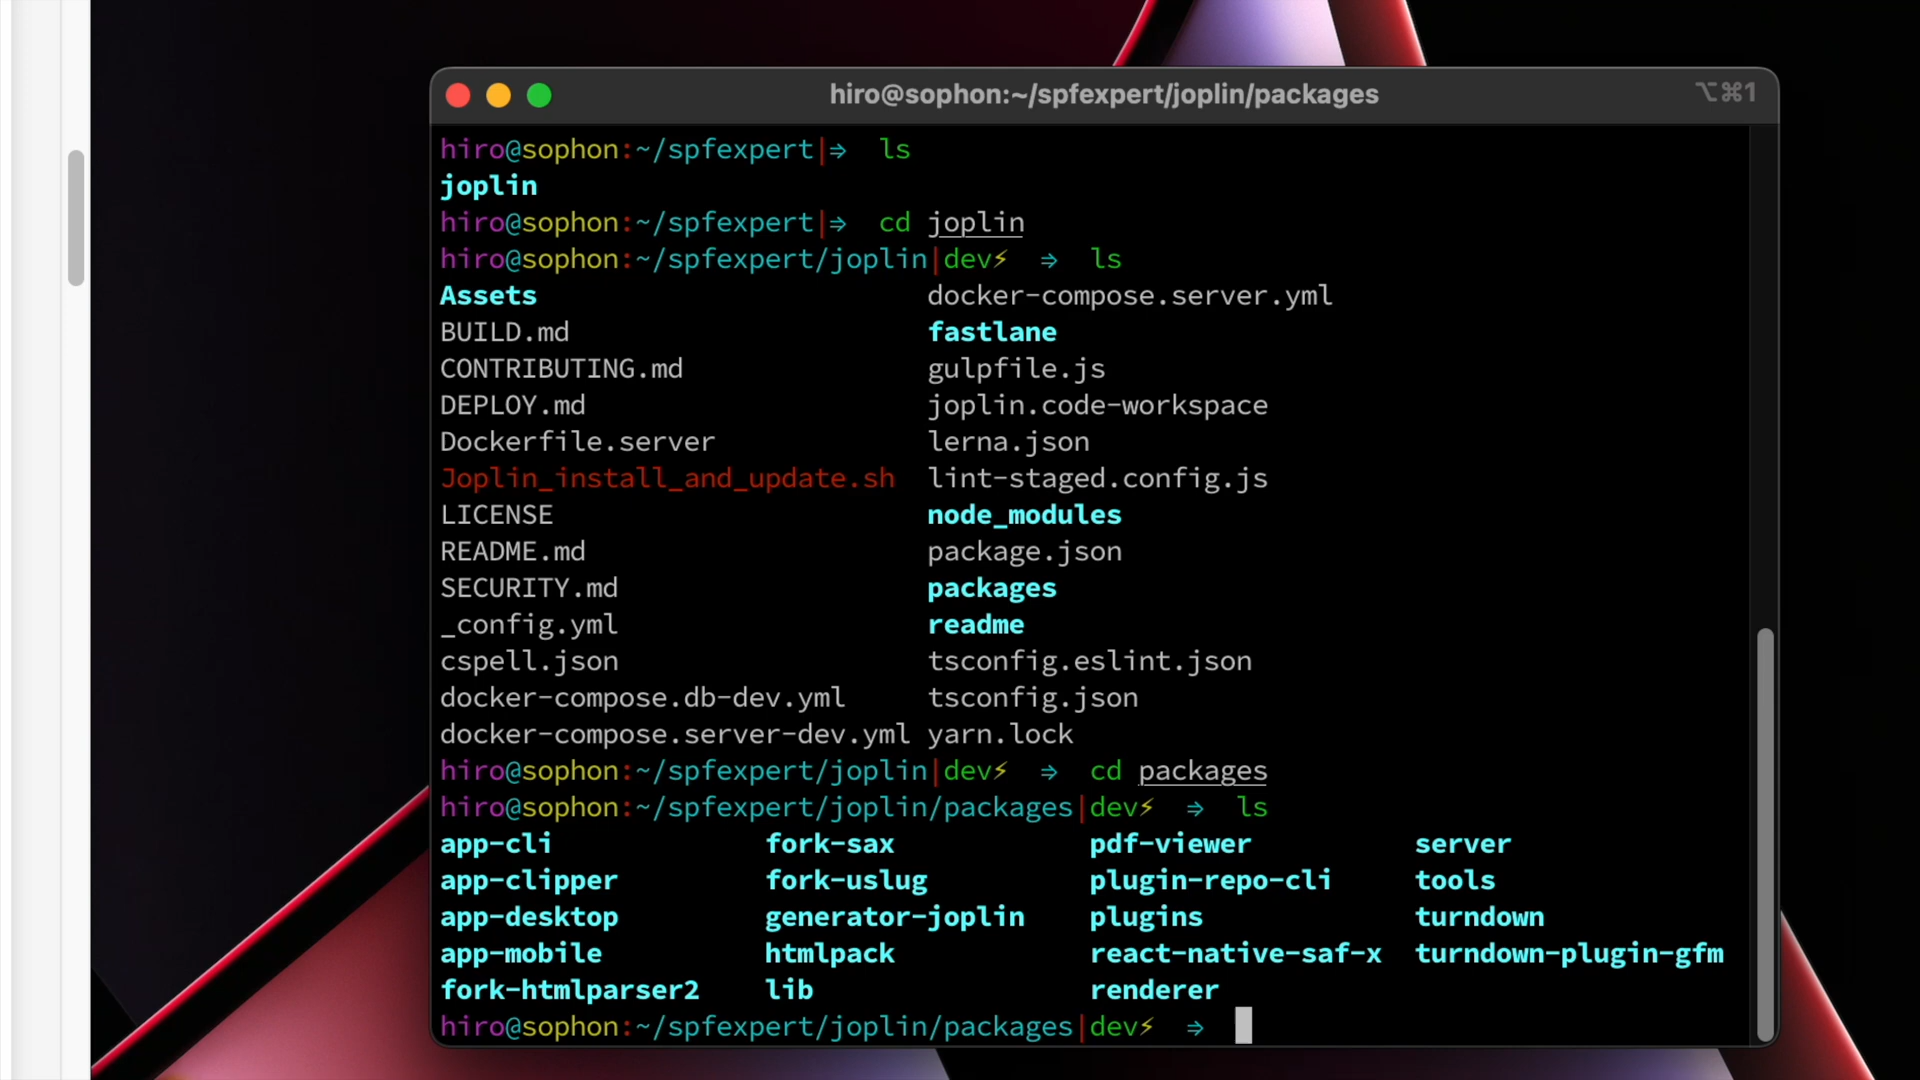 hiro@sophon:~/spfexpert/joplin/packages
⌥⌘1
hiro@sophon:~/spfexpert|⇒ ls
joplin
hiro@sophon:~/spfexpert|⇒ cd joplin
hiro@sophon:~/spfexpert/joplin|dev⚡ ⇒ ls
Assets docker-compose.server.yml
BUILD.md fastlane
CONTRIBUTING.md gulpfile.js
DEPLOY.md joplin.code-workspace
Dockerfile.server lerna.json
Joplin_install_and_update.sh lint-staged.config.js
LICENSE node_modules
README.md package.json
SECURITY.md packages
_config.yml readme
cspell.json tsconfig.eslint.json
docker-compose.db-dev.yml tsconfig.json
docker-compose.server-dev.yml yarn.lock
hiro@sophon:~/spfexpert/joplin|dev⚡ ⇒ cd packages
hiro@sophon:~/spfexpert/joplin/packages|dev⚡ ⇒ ls
app-cli fork-sax pdf-viewer server
app-clipper fork-uslug plugin-repo-cli tools
app-desktop generator-joplin plugins turndown
app-mobile htmlpack react-native-saf-x turndown-plugin-gfm
fork-htmlparser2 lib renderer
hiro@sophon:~/spfexpert/joplin/packages|dev⚡ ⇒